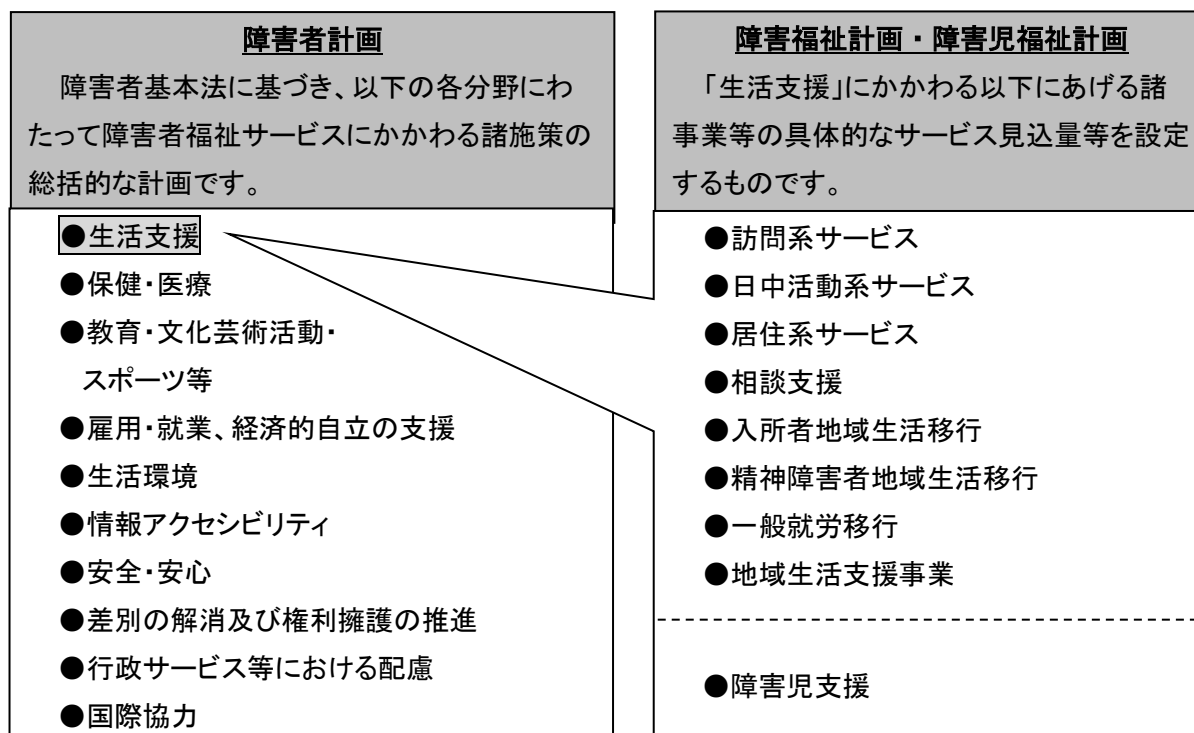 障害者計画
障害者基本法に基づき、以下の各分野にわ
たって障害者福祉サービスにかかわる諸施策の
総括的な計画です。
●生活支援
●保健・医療
●教育・文化芸術活動・
スポーツ等
●雇用・就業、経済的自立の支援
●生活環境
●情報アクセシビリティ
●安全・安心
●差別の解消及び権利擁護の推進
●行政サービス等における配慮
●国際協力
障害福祉計画・障害児福祉計画
「生活支援」にかかわる以下にあげる諸
事業等の具体的なサービス見込量等を設定
するものです。
●訪問系サービス
●日中活動系サービス
●居住系サービス
●相談支援
●入所者地域生活移行
●精神障害者地域生活移行
●一般就労移行
●地域生活支援事業
●障害児支援